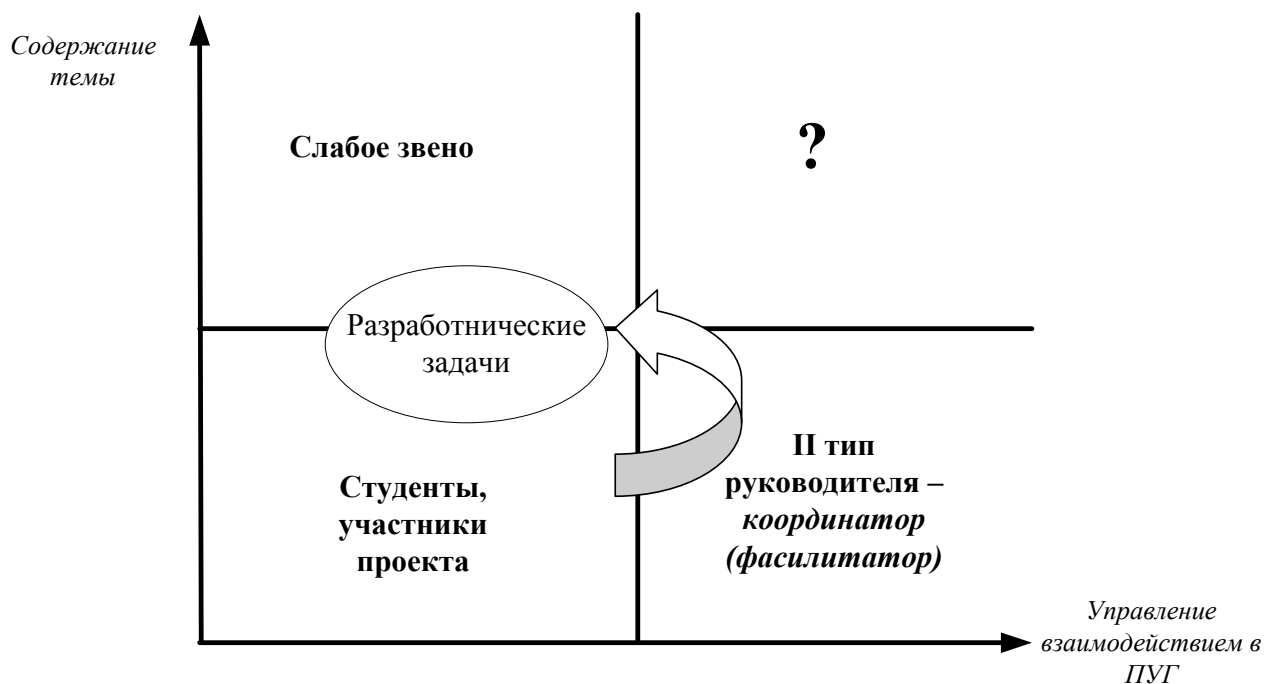 Содержание
темы
Слабое звено
?
Разработнические
задачи
Студенты,
участники
проекта
II тип
руководителя –
координатор
(фасилитатор)
Управление
взаимодействием в
ПУГ